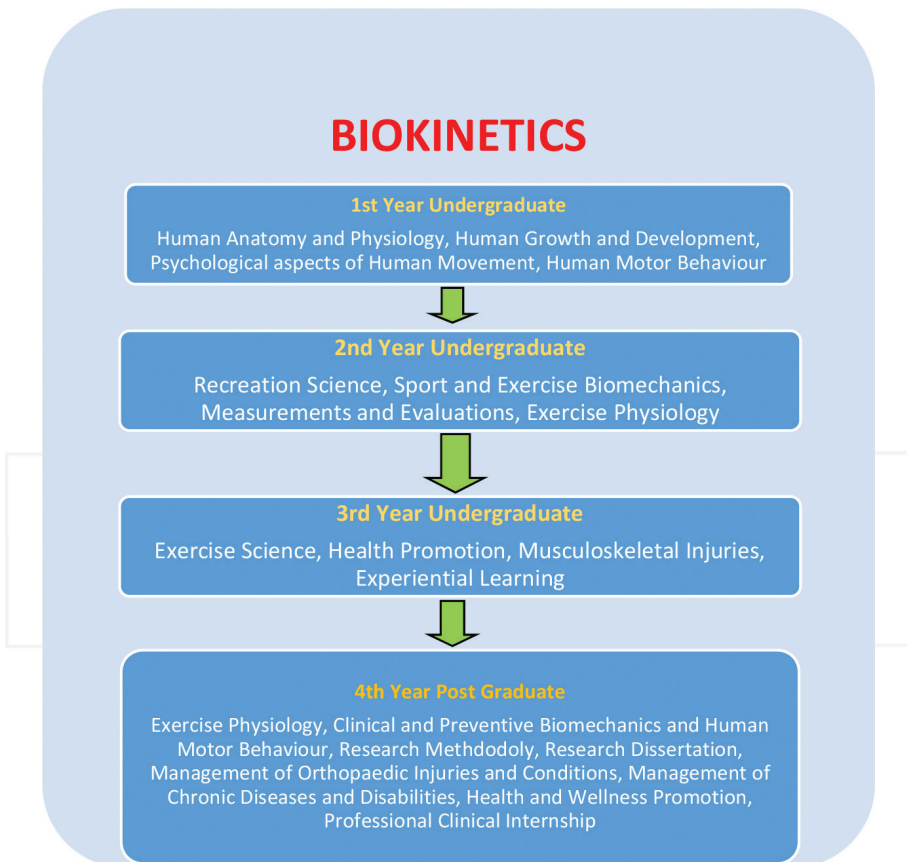 BIOKINETICS
1st Year Undergraduate
Human Anatomy and Physiology, Human Growth and Development,
Psychological aspects of Human Movement, Human Motor Behaviour
2nd Year Undergraduate
Recreation Science, Sport and Exercise Biomechanics,
Measurements and Evaluations, Exercise Physiology
3rd Year Undergraduate
Exercise Science, Health Promotion, Musculoskeletal Injuries,
Experiential Learning
4th Year Post Graduate
Exercise Physiology, Clinical and Preventive Biomechanics and Human
Motor Behaviour, Research Methdodoly, Research Dissertation,
Management of Orthopaedic Injuries and Conditions, Management of
Chronic Diseases and Disabilities, Health and Wellness Promotion,
Professional Clinical Internship